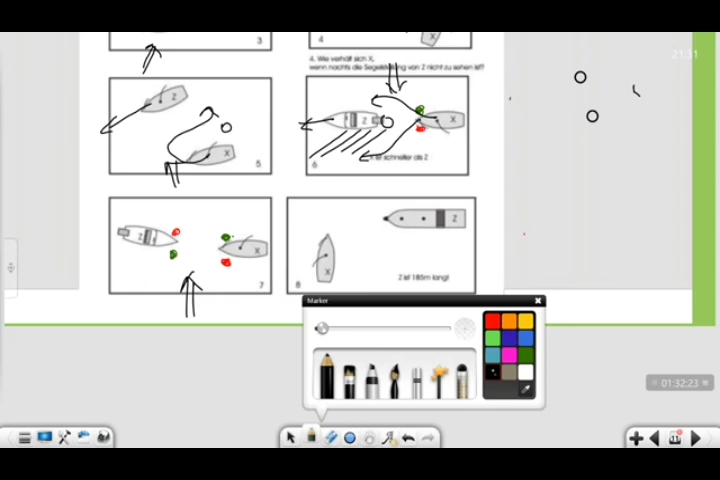 21:31
3
4
4. Wie verhält sich X,
wenn nachts die Segelstellung von Z nicht zu sehen ist?
Z
X
5
Z
X
X ist schneller als Z
6
Z
X
7
Z
X
Z ist 185m lang!
8
Marker
01:32:23